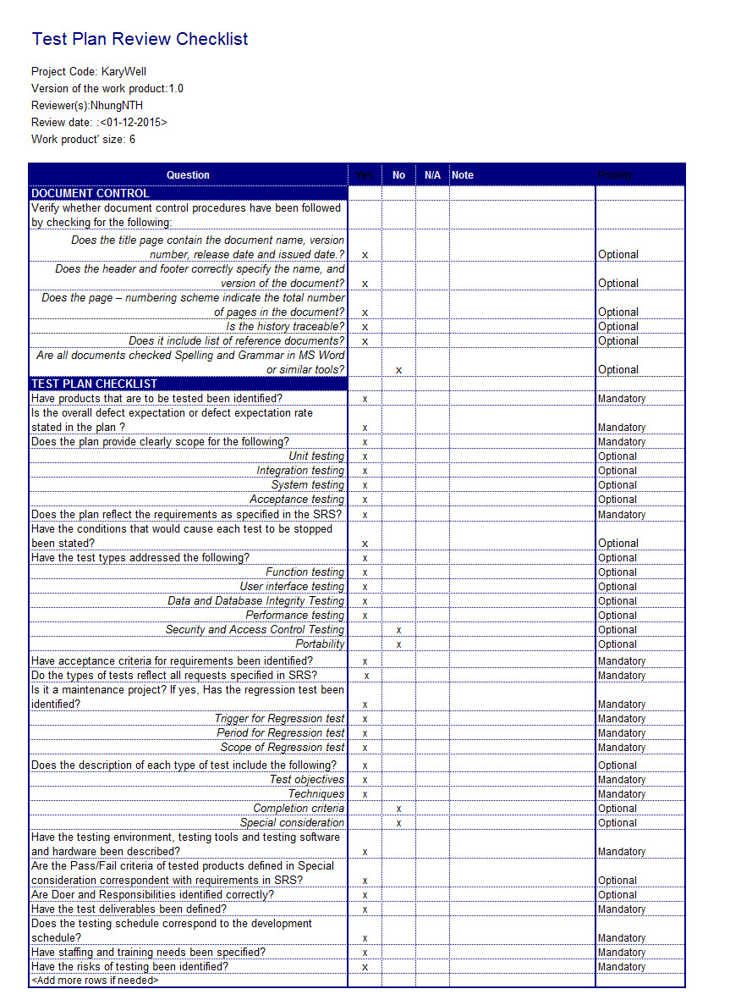 Test Plan Review Checklist
Project Code: KaryWell
Version of the work product:1.0
Reviewer(s):NhungNTH
Review date: :<01-12-2015>
Work product' size: 6
Question Yes No N/A Note Priority
DOCUMENT CONTROL
Verify whether document control procedures have been followed
by checking for the following:
Does the title page contain the document name, version
number, release date and issued date.? x Optional
Does the header and footer correctly specify the name, and
version of the document? x Optional
Does the page – numbering scheme indicate the total number
of pages in the document? x Optional
Is the history traceable? x Optional
Does it include list of reference documents? x Optional
Are all documents checked Spelling and Grammar in MS Word
or similar tools? x Optional
TEST PLAN CHECKLIST
Have products that are to be tested been identified? x Mandatory
Is the overall defect expectation or defect expectation rate
stated in the plan ? x Mandatory
Does the plan provide clearly scope for the following? x Mandatory
Unit testing x Optional
Integration testing x Optional
System testing x Optional
Acceptance testing x Optional
Does the plan reflect the requirements as specified in the SRS? x Mandatory
Have the conditions that would cause each test to be stopped
been stated? x Optional
Have the test types addressed the following? x Optional
Function testing x Optional
User interface testing x Optional
Data and Database Integrity Testing x Optional
Performance testing x Optional
Security and Access Control Testing x Optional
Portability x Optional
Have acceptance criteria for requirements been identified? x Mandatory
Do the types of tests reflect all requests specified in SRS? x Mandatory
Is it a maintenance project? If yes, Has the regression test been
identified? x Mandatory
Trigger for Regression test x Mandatory
Period for Regression test x Mandatory
Scope of Regression test x Mandatory
Does the description of each type of test include the following? x Optional
Test objectives x Mandatory
Techniques x Mandatory
Completion criteria x Optional
Special consideration x Optional
Have the testing environment, testing tools and testing software
and hardware been described? x Mandatory
Are the Pass/Fail criteria of tested products defined in Special
consideration correspondent with requirements in SRS? x Optional
Are Doer and Responsibilities identified correctly? x Optional
Have the test deliverables been defined? x Mandatory
Does the testing schedule correspond to the development
schedule? x Mandatory
Have staffing and training needs been specified? x Mandatory
Have the risks of testing been identified? x Mandatory
<Add more rows if needed>